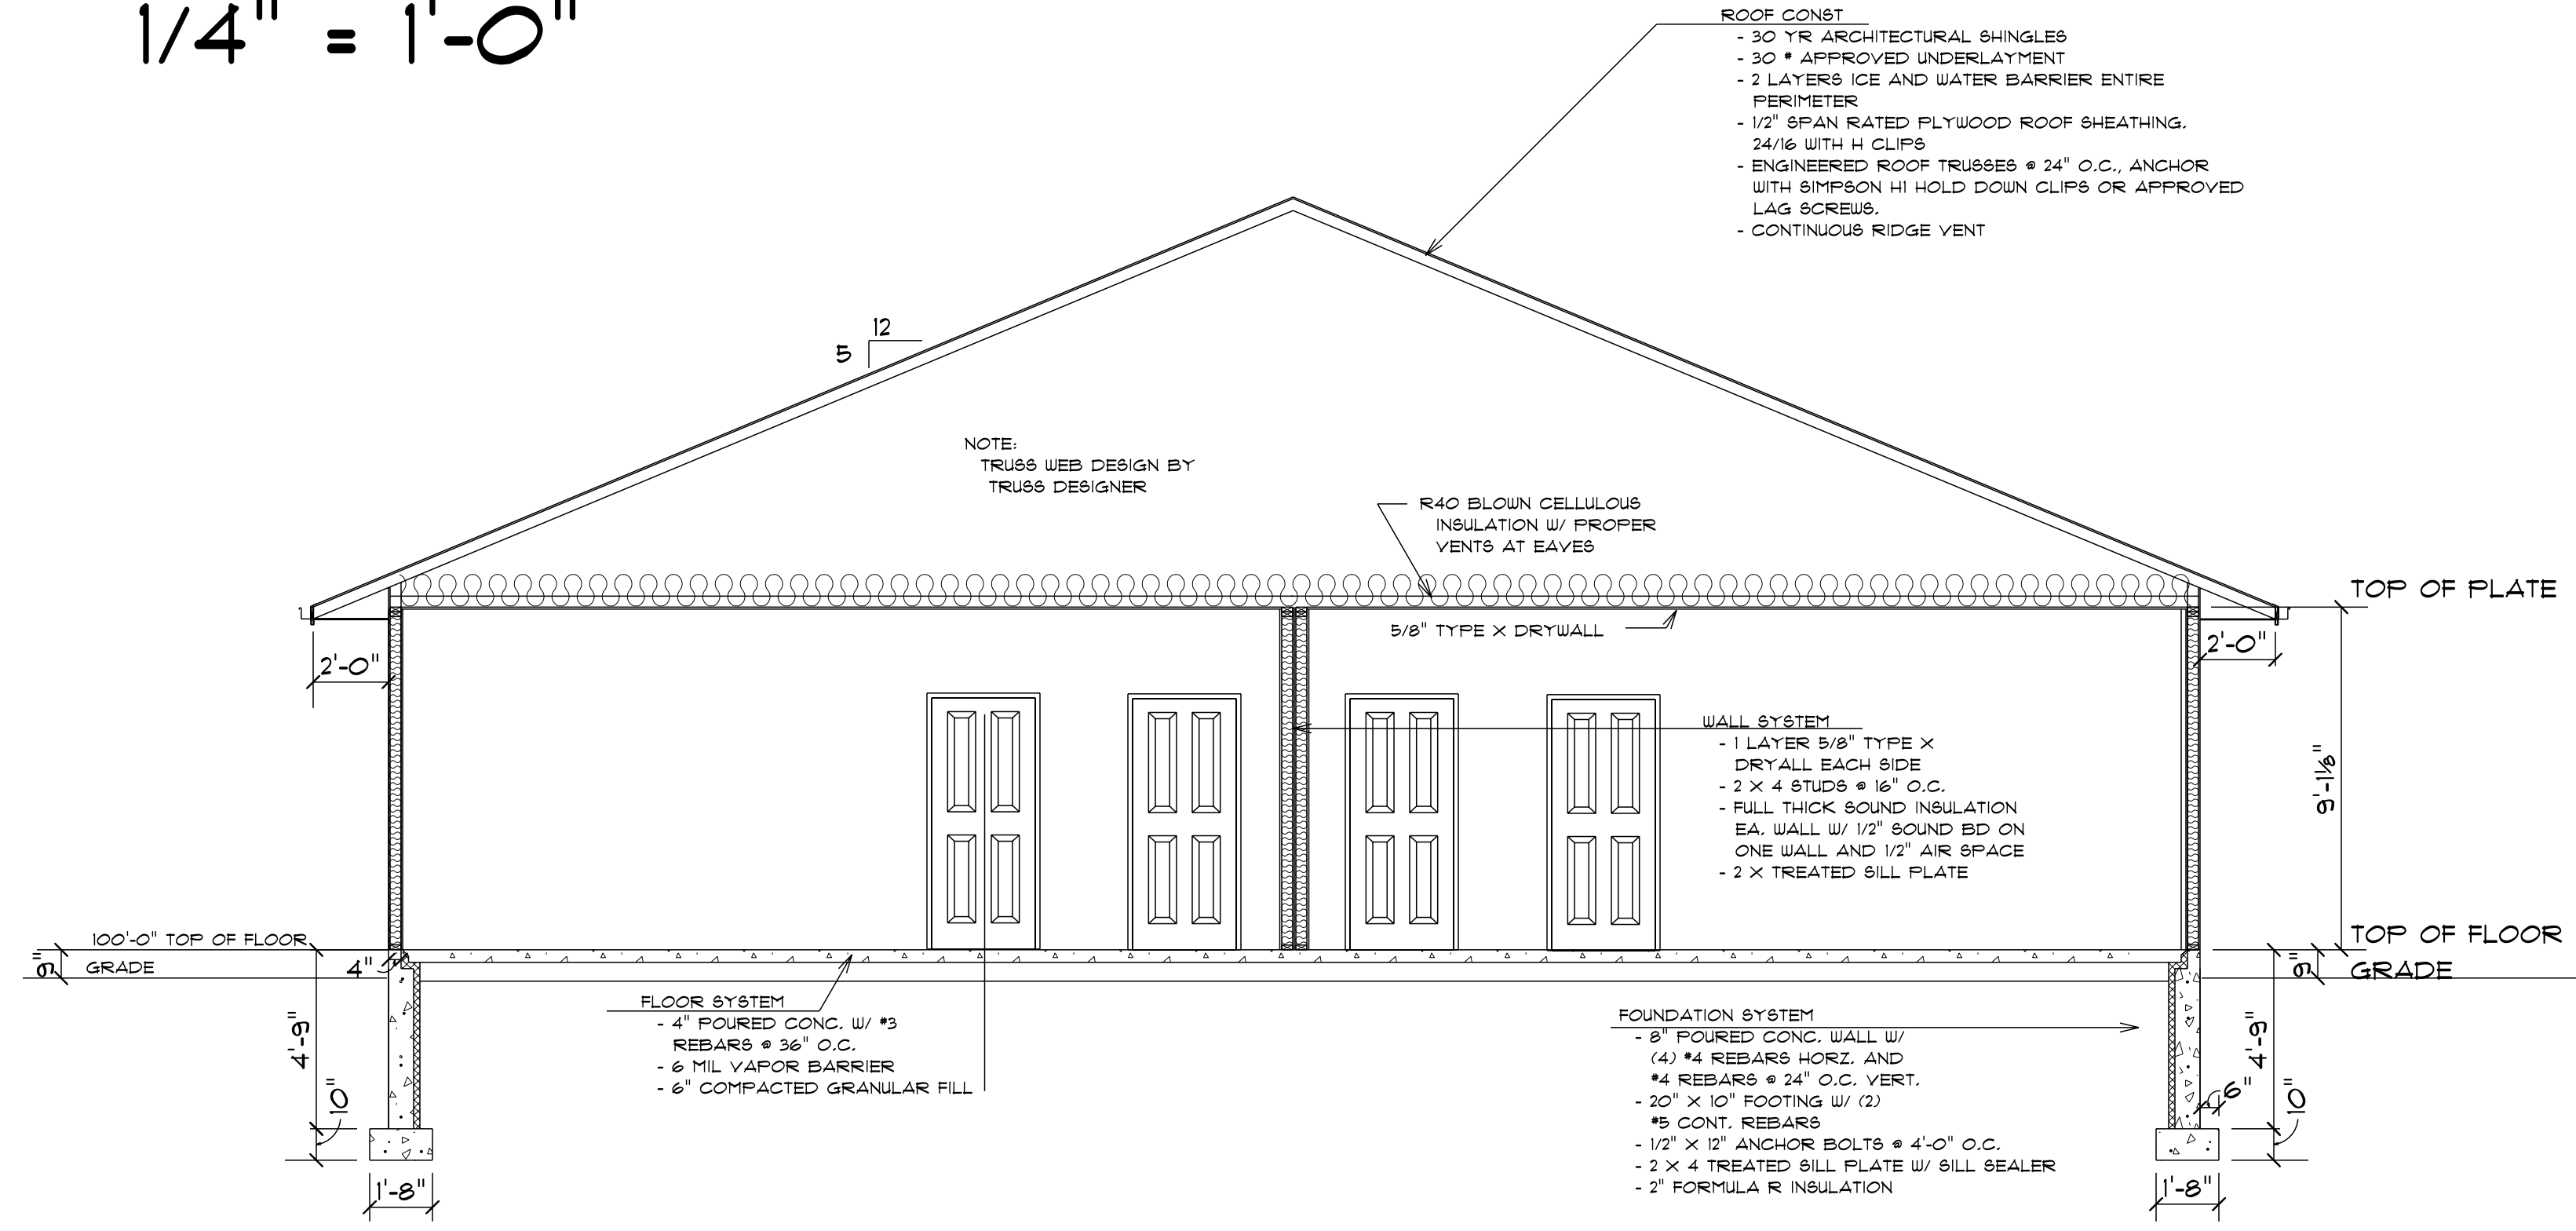 1/4" = 1'-0"
ROOF CONST
- 30 YR ARCHITECTURAL SHINGLES
- 30 # APPROVED UNDERLAYMENT
- 2 LAYERS ICE AND WATER BARRIER ENTIRE
PERIMETER
- 1/2" SPAN RATED PLYWOOD ROOF SHEATHING.
24/16 WITH H CLIPS
- ENGINEERED ROOF TRUSSES @ 24" O.C., ANCHOR
WITH SIMPSON H1 HOLD DOWN CLIPS OR APPROVED
LAG SCREWS.
- CONTINUOUS RIDGE VENT
12
5
NOTE:
TRUSS WEB DESIGN BY
TRUSS DESIGNER
R40 BLOWN CELLULOUS
INSULATION W/ PROPER
VENTS AT EAVES
TOP OF PLATE
5/8" TYPE X DRYWALL
2'-0"
2'-0"
WALL SYSTEM
- 1 LAYER 5/8" TYPE X
DRYALL EACH SIDE
- 2 X 4 STUDS @ 16" O.C.
- FULL THICK SOUND INSULATION
EA. WALL W/ 1/2" SOUND BD ON
ONE WALL AND 1/2" AIR SPACE
- 2 X TREATED SILL PLATE
9'-1 1/8"
100'-0" TOP OF FLOOR
GRADE
9"
4"
TOP OF FLOOR
GRADE
9"
FLOOR SYSTEM
- 4" POURED CONC. W/ #3
REBARS @ 36" O.C.
- 6 MIL VAPOR BARRIER
- 6" COMPACTED GRANULAR FILL
FOUNDATION SYSTEM
- 8" POURED CONC. WALL W/
(4) #4 REBARS HORZ. AND
#4 REBARS @ 24" O.C. VERT.
- 20" X 10" FOOTING W/ (2)
#5 CONT. REBARS
- 1/2" X 12" ANCHOR BOLTS @ 4'-0" O.C.
- 2 X 4 TREATED SILL PLATE W/ SILL SEALER
- 2" FORMULA R INSULATION
4'-9"
10"
4'-9"
6"
10"
1'-8"
1'-8"